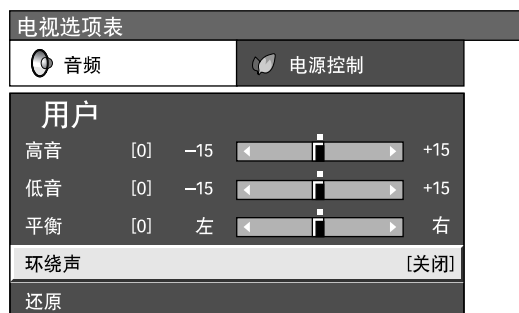 电视选项表
音频 电源控制
用户
高音 [0] –15 +15
低音 [0] –15 +15
平衡 [0] 左 右
环绕声 [关闭]
还原